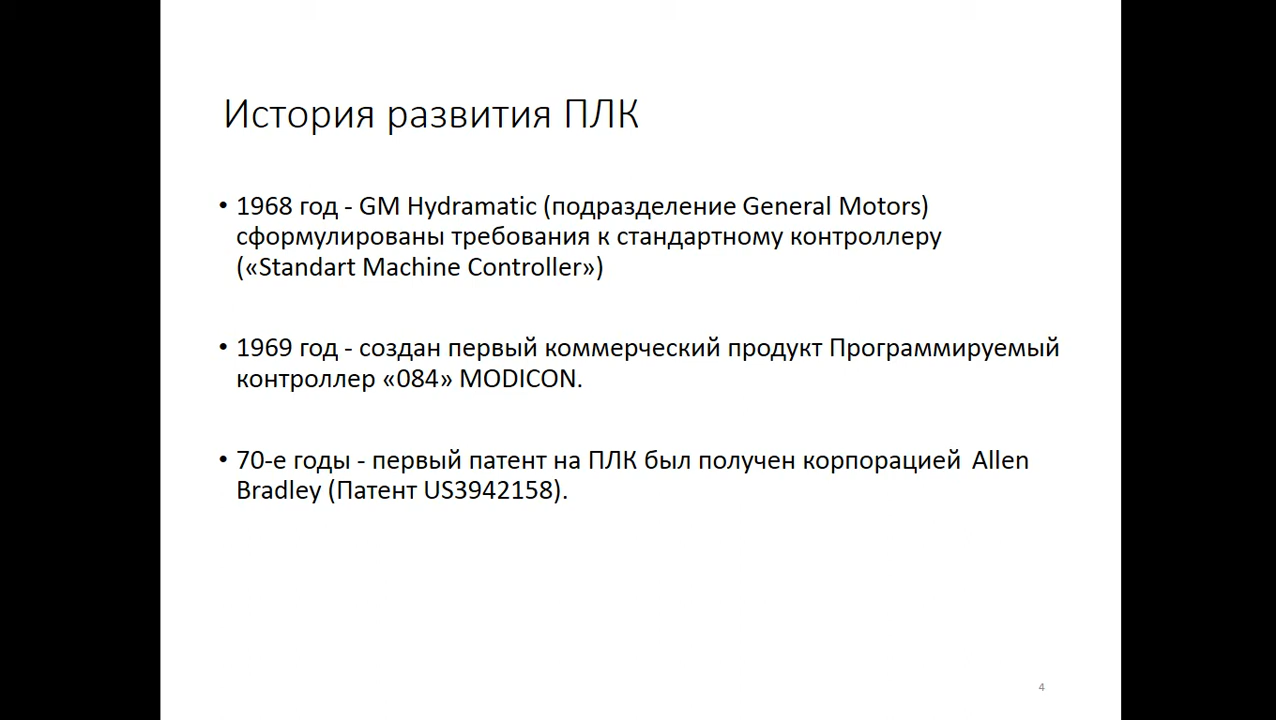 История развития ПЛК
• 1968 год - GM Hydramatic (подразделение General Motors)
сформулированы требования к стандартному контроллеру
(«Standart Machine Controller»)
• 1969 год - создан первый коммерческий продукт Программируемый
контроллер «084» MODICON.
• 70-е годы - первый патент на ПЛК был получен корпорацией Allen
Bradley (Патент US3942158).
4